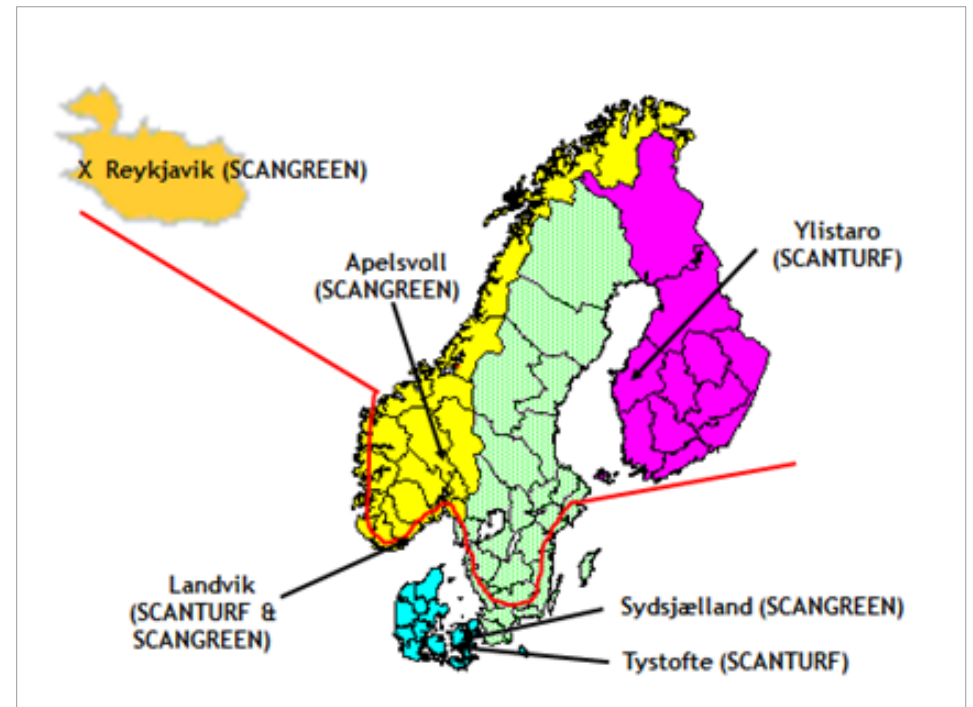 X Reykjavik (SCANGREEN)
Ylistaro
(SCANTURF)
Apelsvoll
(SCANGREEN)
Landvik
(SCANTURF &
SCANGREEN)
Sydsjælland (SCANGREEN)
Tystofte (SCANTURF)